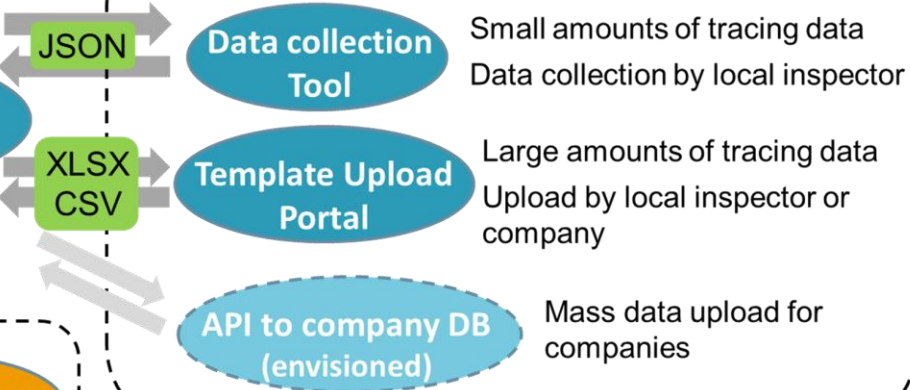 JSON
Data collection
Tool
Small amounts of tracing data
Data collection by local inspector
XLSX
CSV
Template Upload
Portal
Large amounts of tracing data
Upload by local inspector or
company
API to company DB
(envisioned)
Mass data upload for
companies